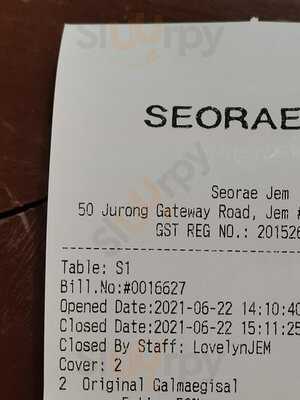 SEORAE
Seorae Jem
50 Jurong Gateway Road, Jem #
GST REG NO.: 201526
Table: S1
Bill.No:#0016627
Opened Date:2021-06-22 14:10:40
Closed Date:2021-06-22 15:11:25
Closed By Staff: LovelynJEM
Cover: 2
2 Original Galmaegisal